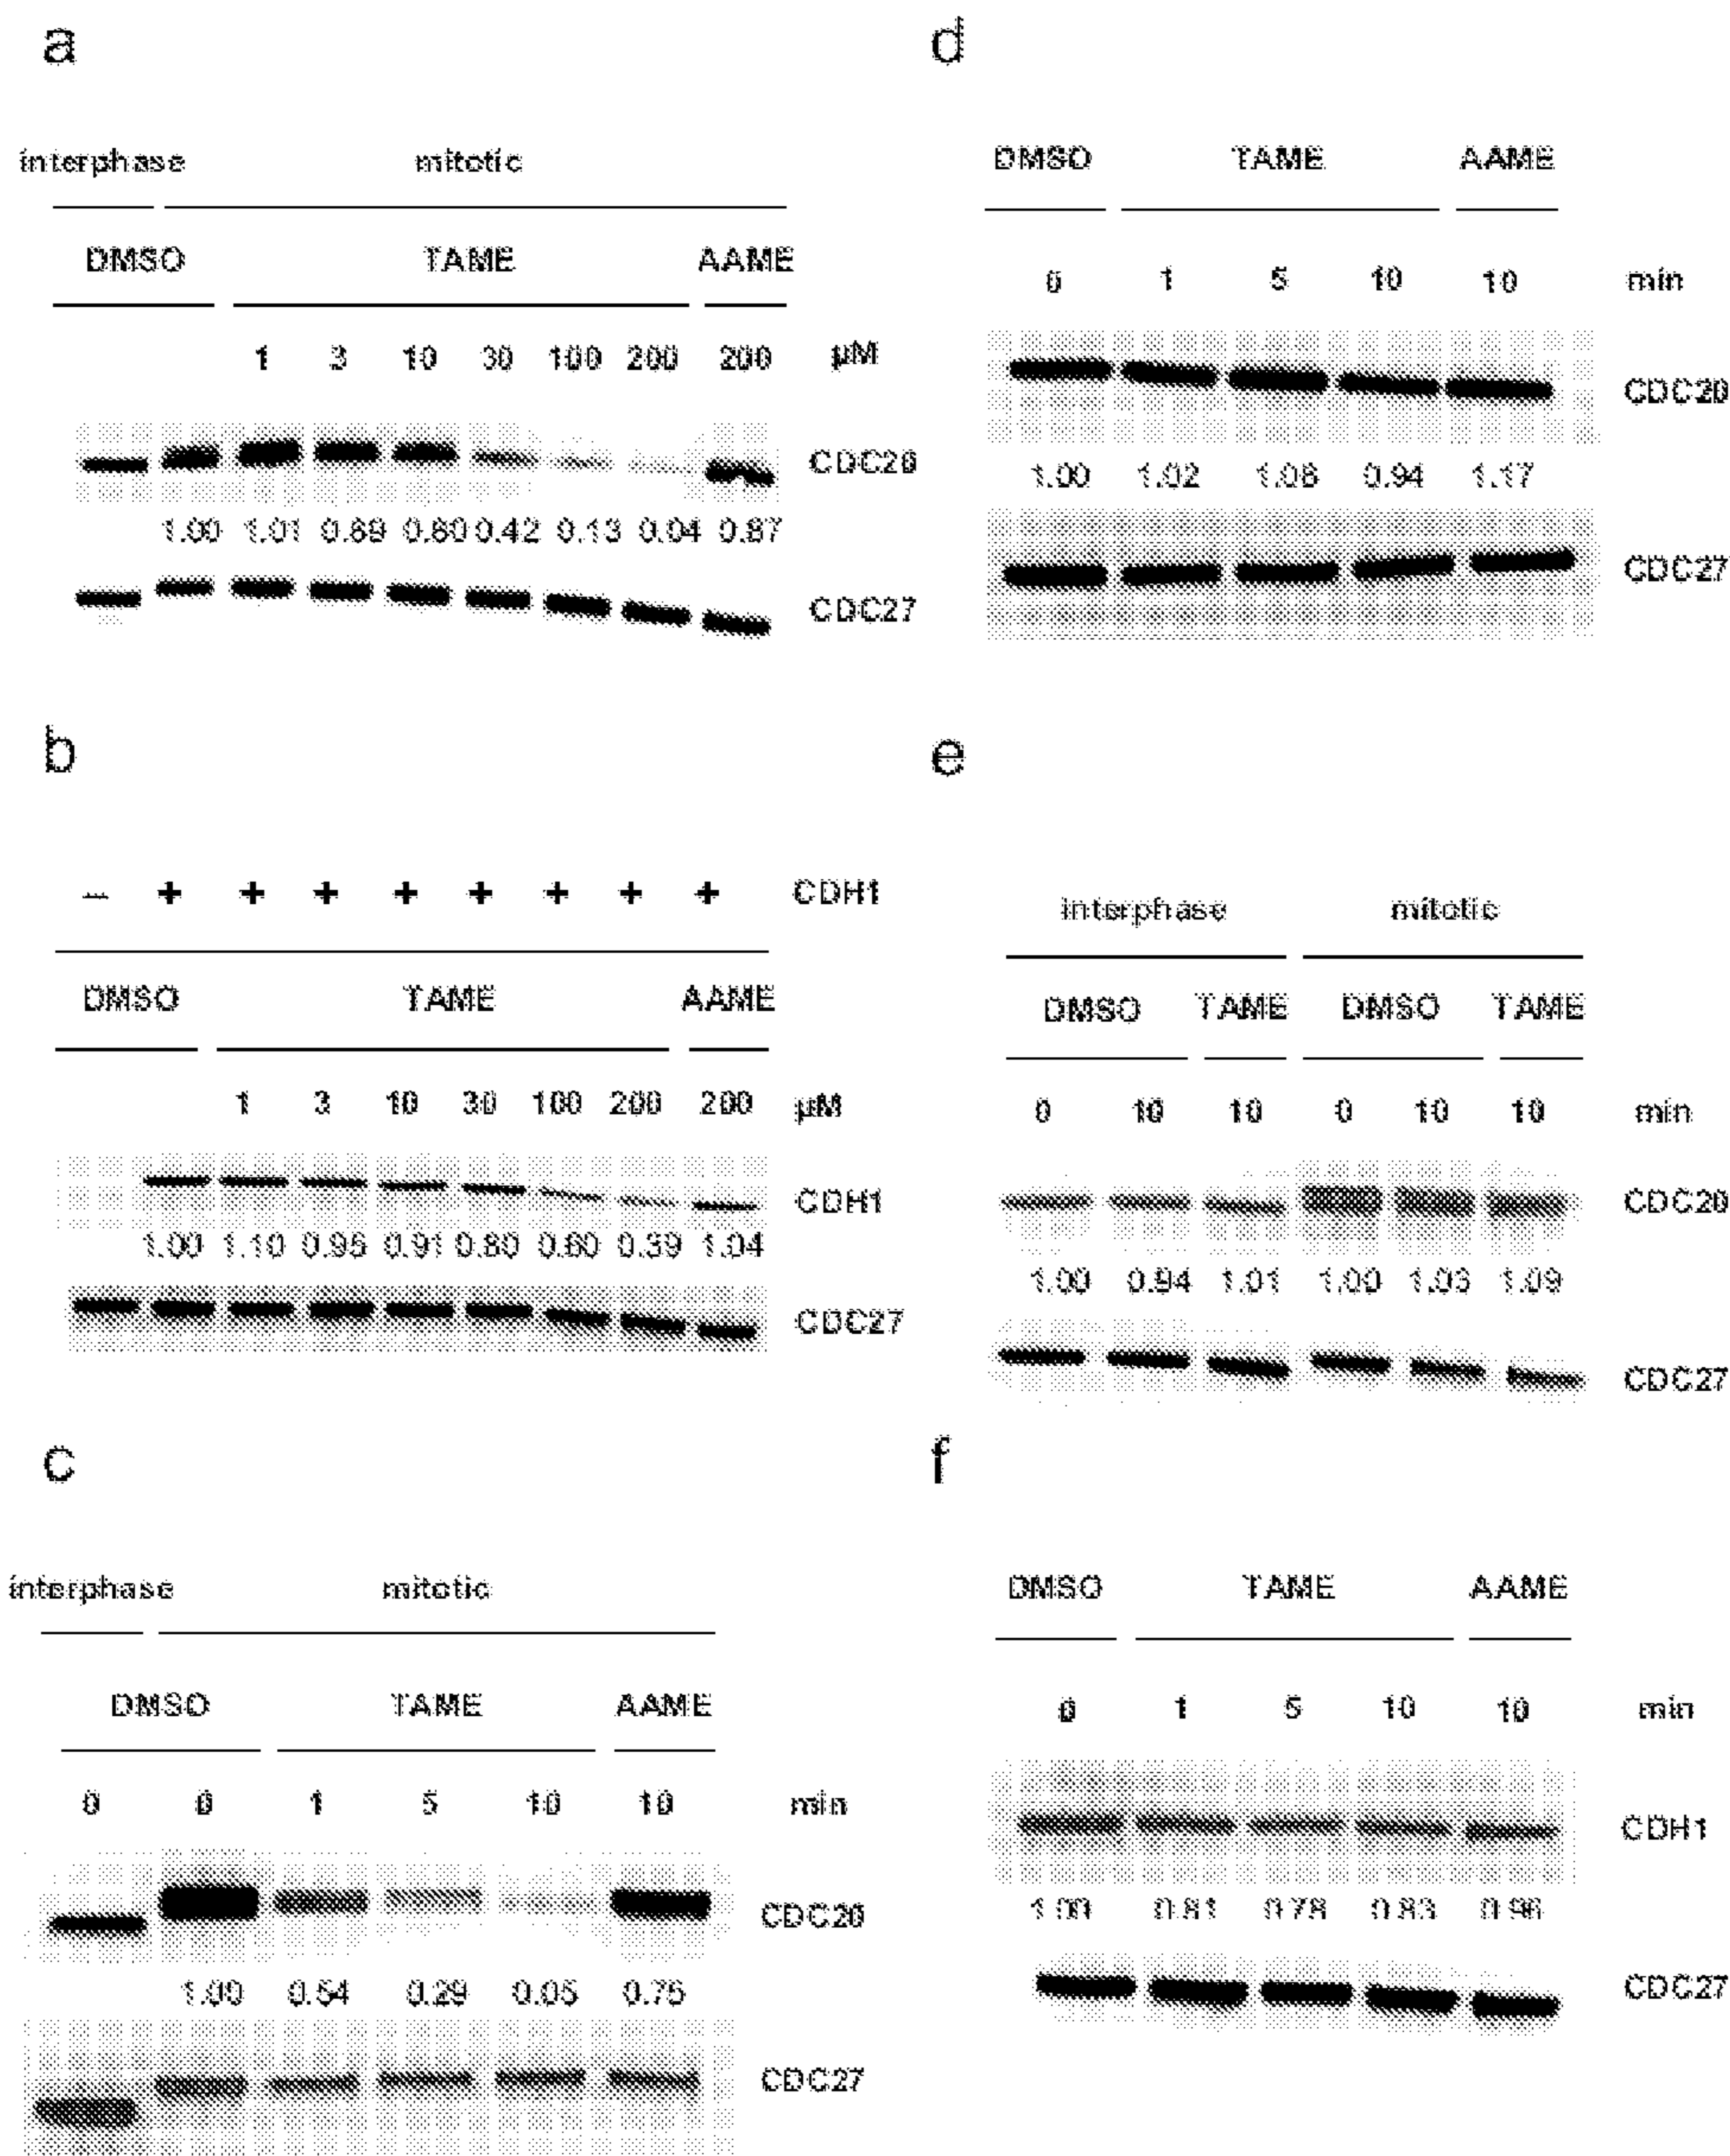 a
interphase mitotic
DMSO TAME AAME
1 3 10 30 100 200 200 µM
CDC20
1.00 1.01 0.89 0.80 0.42 0.13 0.04 0.87
CDC27
b
– + + + + + + + + CDH1
DMSO TAME AAME
1 3 10 30 100 200 200 µM
CDH1
1.00 1.10 0.95 0.91 0.80 0.60 0.39 1.04
CDC27
c
interphase mitotic
DMSO TAME AAME
0 0 1 5 10 10 min
CDC20
1.00 0.54 0.29 0.05 0.75
CDC27
d
DMSO TAME AAME
0 1 5 10 10 min
CDC20
1.00 1.02 1.08 0.94 1.17
CDC27
e
interphase mitotic
DMSO TAME DMSO TAME
0 10 10 0 10 10 min
CDC20
1.00 0.94 1.01 1.00 1.03 1.09
CDC27
f
DMSO TAME AAME
0 1 5 10 10 min
CDH1
1.00 0.81 0.78 0.83 0.96
CDC27